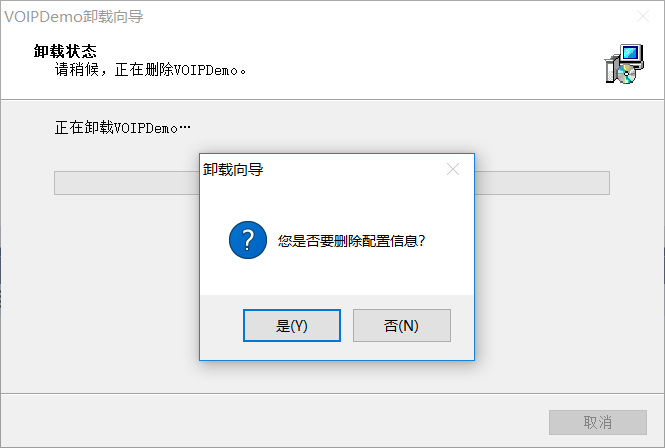 VOIPDemo卸载向导
卸载状态
请稍候，正在删除VOIPDemo。
正在卸载VOIPDemo…
卸载向导
?
您是否要删除配置信息?
是(Y)
否(N)
取消